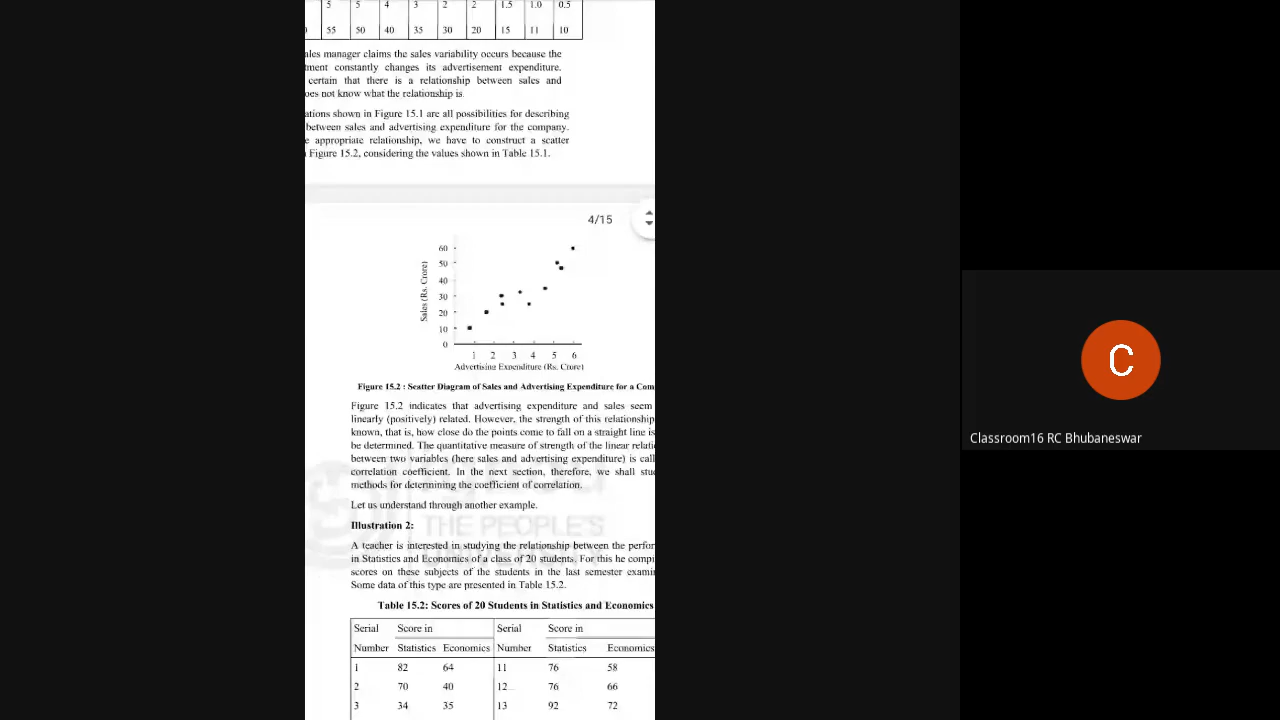 5 5 4 3 2 2 1.5 1.0 0.5
55 50 40 35 30 20 15 11 10
ales manager claims the sales variability occurs because the
tment constantly changes its advertisement expenditure.
certain that there is a relationship between sales and
oes not know what the relationship is.
ations shown in Figure 15.1 are all possibilities for describing
between sales and advertising expenditure for the company.
e appropriate relationship, we have to construct a scatter
Figure 15.2, considering the values shown in Table 15.1.
4/15
60
50
40
30
20
10
0
Sales (Rs. Crore)
1 2 3 4 5 6
Advertising Expenditure (Rs. Crore)
Figure 15.2 : Scatter Diagram of Sales and Advertising Expenditure for a Com
Figure 15.2 indicates that advertising expenditure and sales seem
linearly (positively) related. However, the strength of this relationship
known, that is, how close do the points come to fall on a straight line is
be determined. The quantitative measure of strength of the linear relati
between two variables (here sales and advertising expenditure) is call
correlation coefficient. In the next section, therefore, we shall stu
methods for determining the coefficient of correlation.
Let us understand through another example.
THE PEOPLE'S
UNIVERSITY
Illustration 2:
A teacher is interested in studying the relationship between the perfor
in Statistics and Economics of a class of 20 students. For this he compi
scores on these subjects of the students in the last semester exami
Some data of this type are presented in Table 15.2.
Table 15.2: Scores of 20 Students in Statistics and Economics
Serial Score in Serial Score in
Number Statistics Economics Number Statistics Economics
1 82 64 11 76 58
2 70 40 12 76 66
3 34 35 13 92 72
C
Classroom16 RC Bhubaneswar